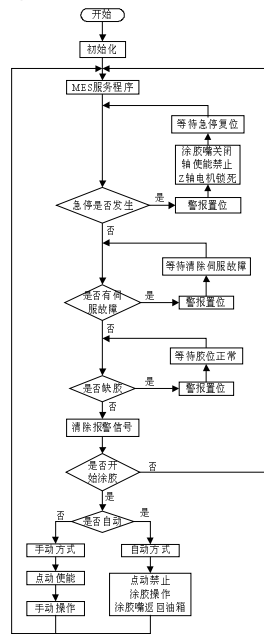 开始
初始化
MES服务程序
等待急停复位
涂胶嘴关闭
轴使能禁止
Z轴电机锁死
急停是否发生
是
警报置位
否
等待清除伺服故障
是否有伺
服故障
是
警报置位
否
等待胶位正常
是否缺胶
是
警报置位
否
清除报警信号
是否开
始涂胶
否
是
否
是否自动
是
手动方式
自动方式
点动使能
点动禁止
涂胶操作
涂胶嘴返回油箱
手动操作